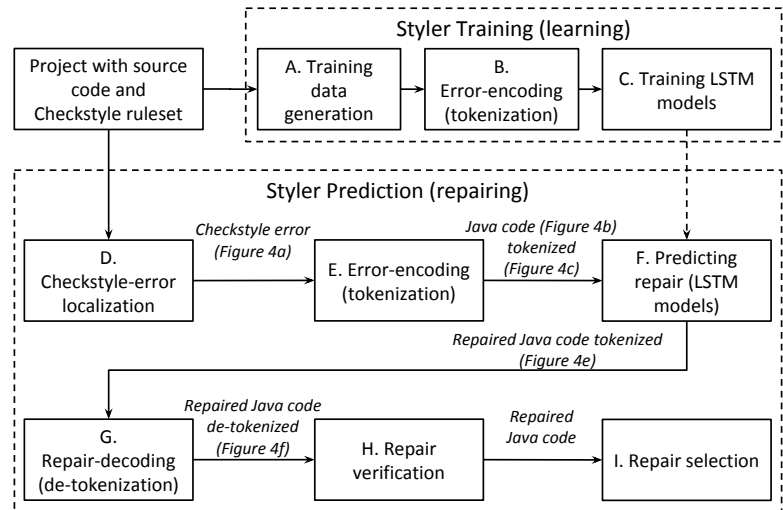 Styler Training (learning)
Project with source
code and
Checkstyle ruleset
A. Training
data
generation
B.
Error-encoding
(tokenization)
C. Training LSTM
models
Styler Prediction (repairing)
D.
Checkstyle-error
localization
Checkstyle error
(Figure 4a)
E. Error-encoding
(tokenization)
Java code (Figure 4b)
tokenized
(Figure 4c)
F. Predicting
repair (LSTM
models)
Repaired Java code tokenized
(Figure 4e)
G.
Repair-decoding
(de-tokenization)
Repaired Java code
de-tokenized
(Figure 4f)
H. Repair
verification
Repaired
Java code
I. Repair selection